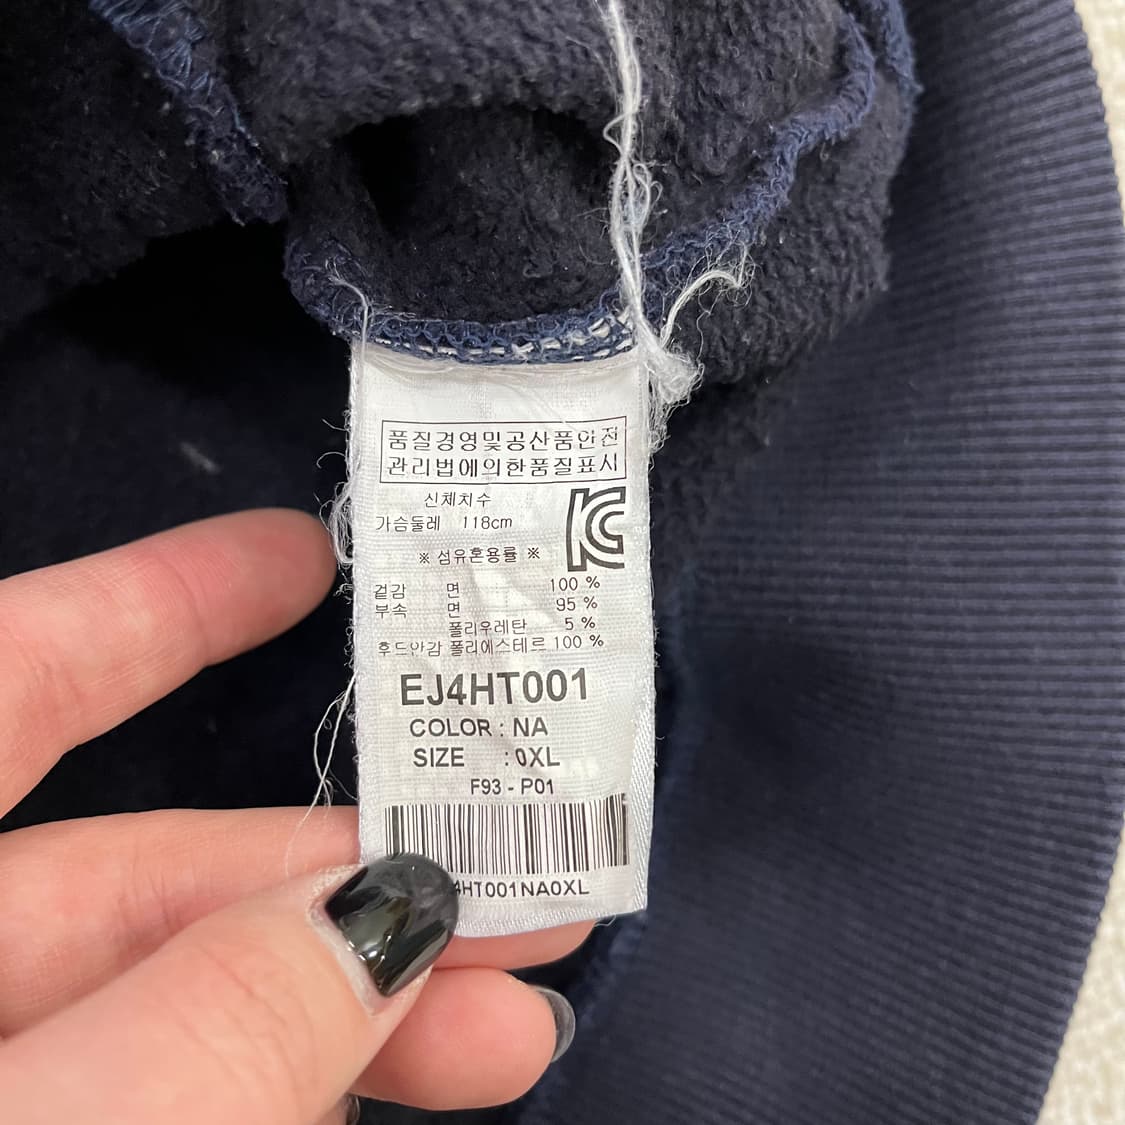 품질경영및공산품안전
관리법에의한품질표시
신체치수
가슴둘레 118cm
※ 섬유혼용률 ※
겉감 면 100 %
부속 면 95 %
폴리우레탄 5 %
후드안감 폴리에스테르 100 %
EJ4HT001
COLOR : NA
SIZE : 0XL
F93 - P01
4HT001NA0XL